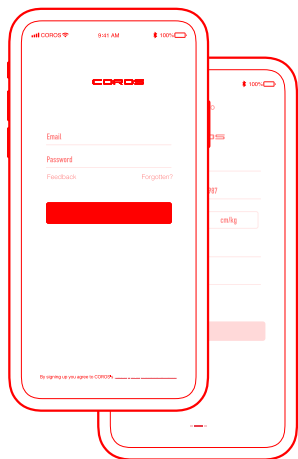 COROS 9:41 AM 100%
COROS
Email
Password
Feedback Forgotten?
By signing up you agree to COROS's
100%
cm/kg